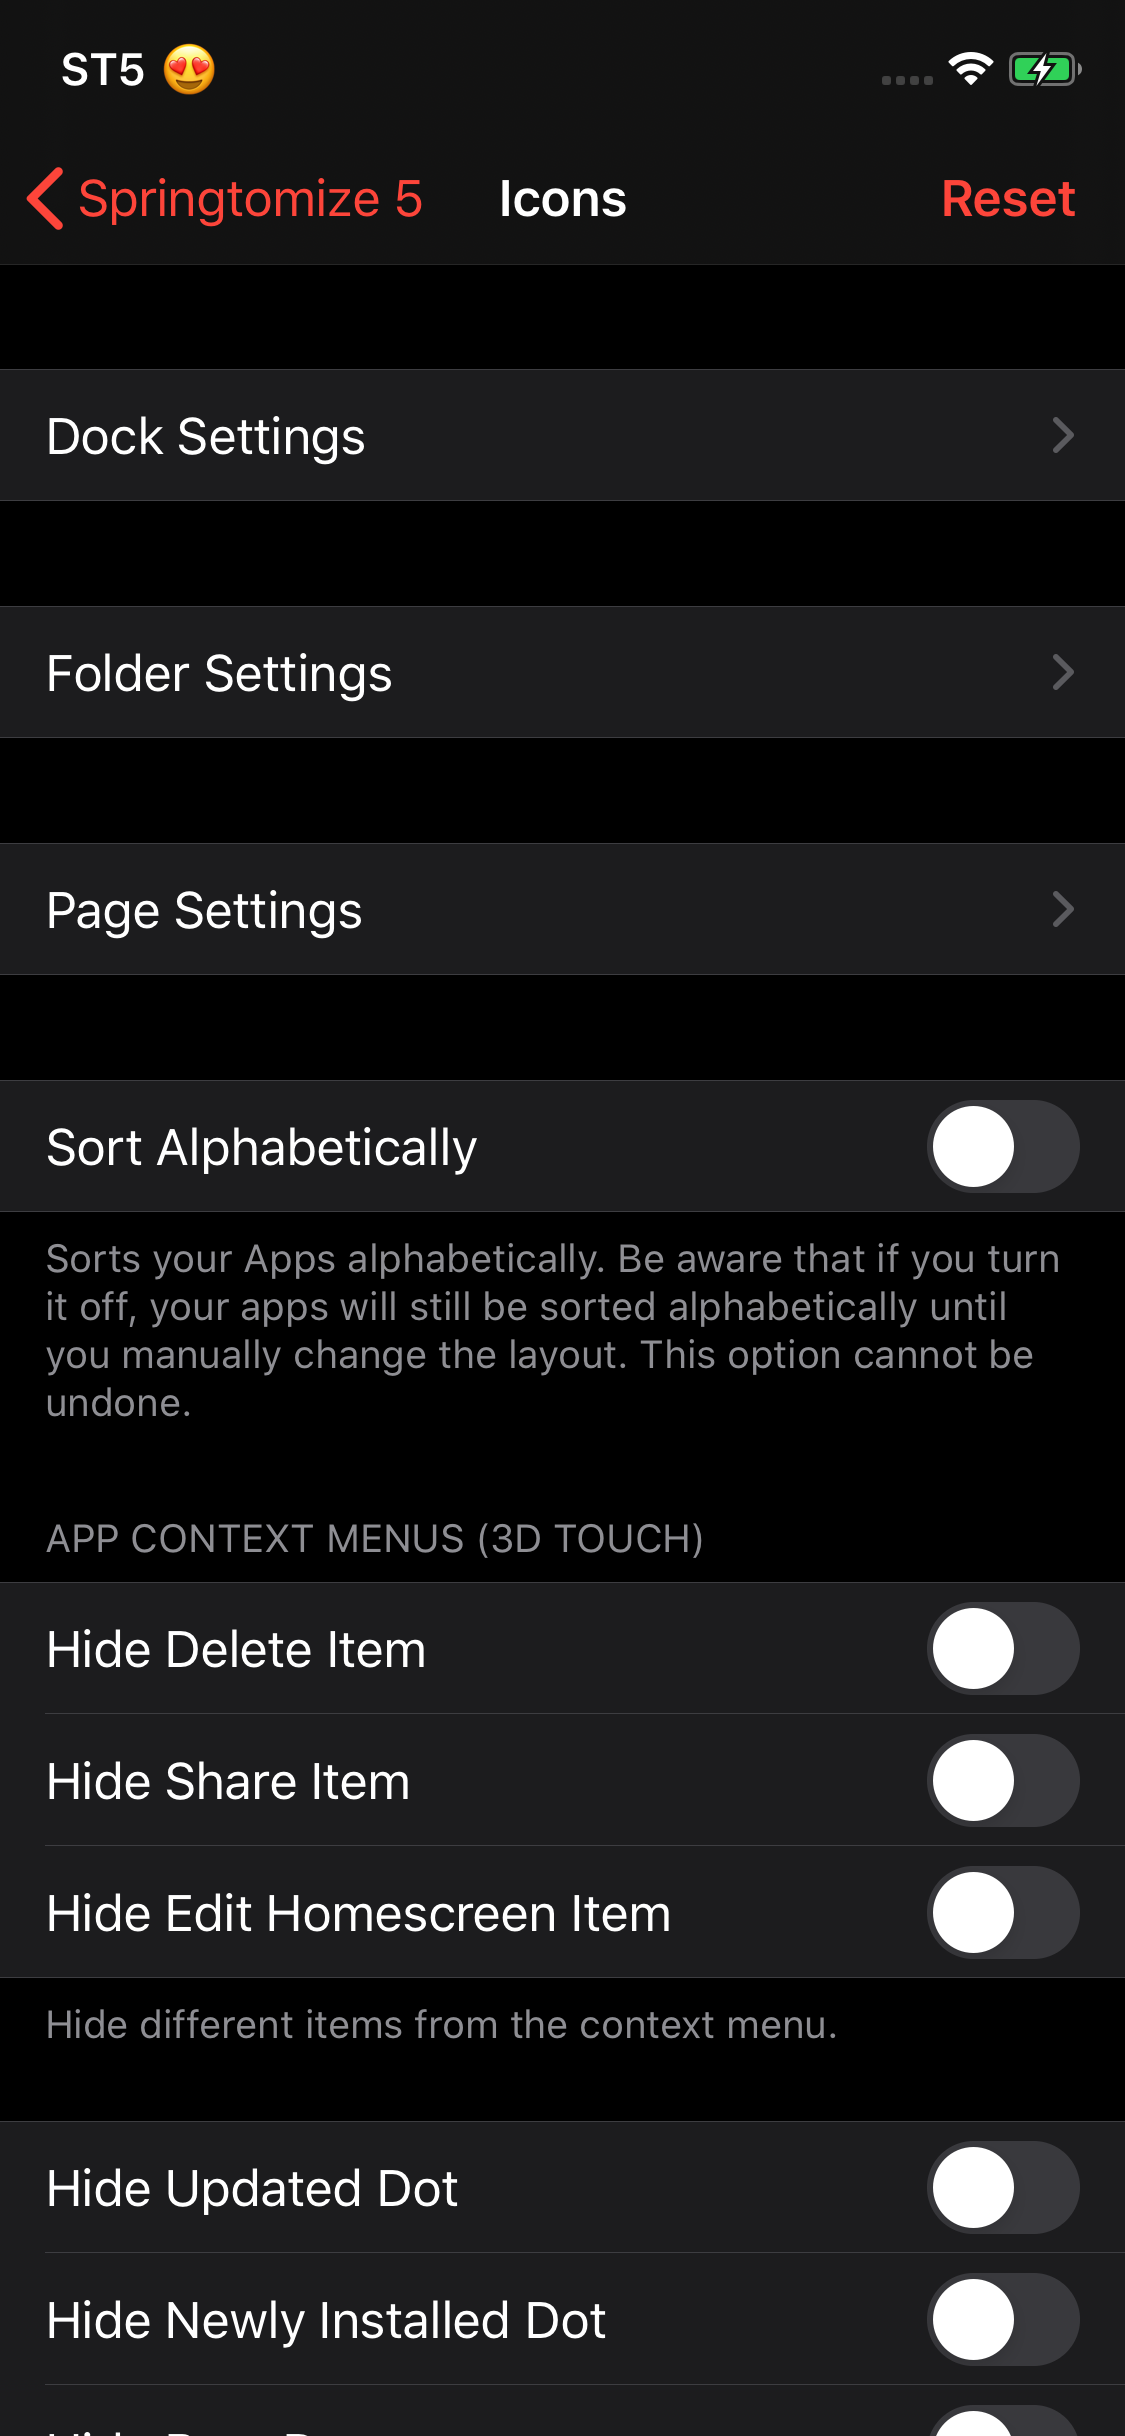 ST5 😍
Springtomize 5
Icons
Reset
Dock Settings
Folder Settings
Page Settings
Sort Alphabetically
Sorts your Apps alphabetically. Be aware that if you turn
it off, your apps will still be sorted alphabetically until
you manually change the layout. This option cannot be
undone.
APP CONTEXT MENUS (3D TOUCH)
Hide Delete Item
Hide Share Item
Hide Edit Homescreen Item
Hide different items from the context menu.
Hide Updated Dot
Hide Newly Installed Dot